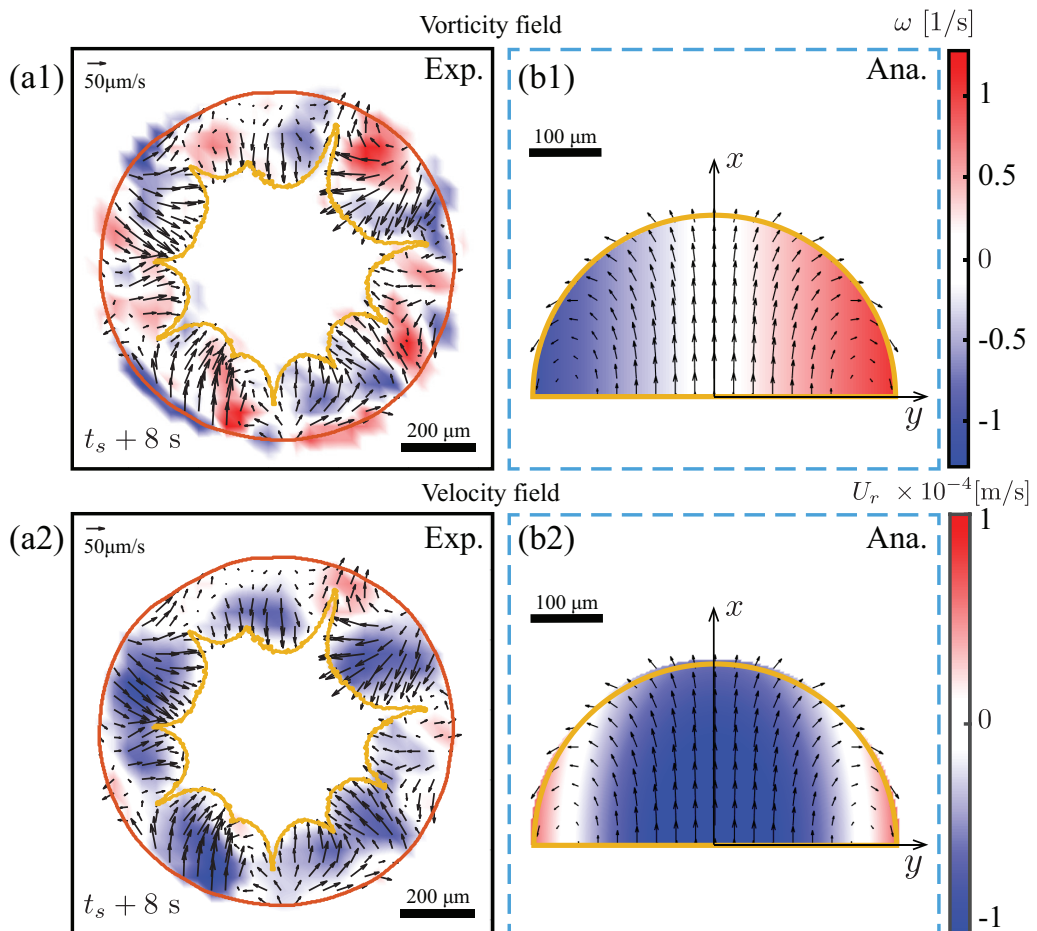 Vorticity field
ω [1/s]
(a1)
50μm/s
Exp.
t_s + 8 s
200 μm
(b1)
Ana.
100 μm
x
y
1
0.5
0
-0.5
-1
Velocity field
U_r × 10^{-4}[m/s]
(a2)
50μm/s
Exp.
t_s + 8 s
200 μm
(b2)
Ana.
100 μm
x
y
1
0
-1